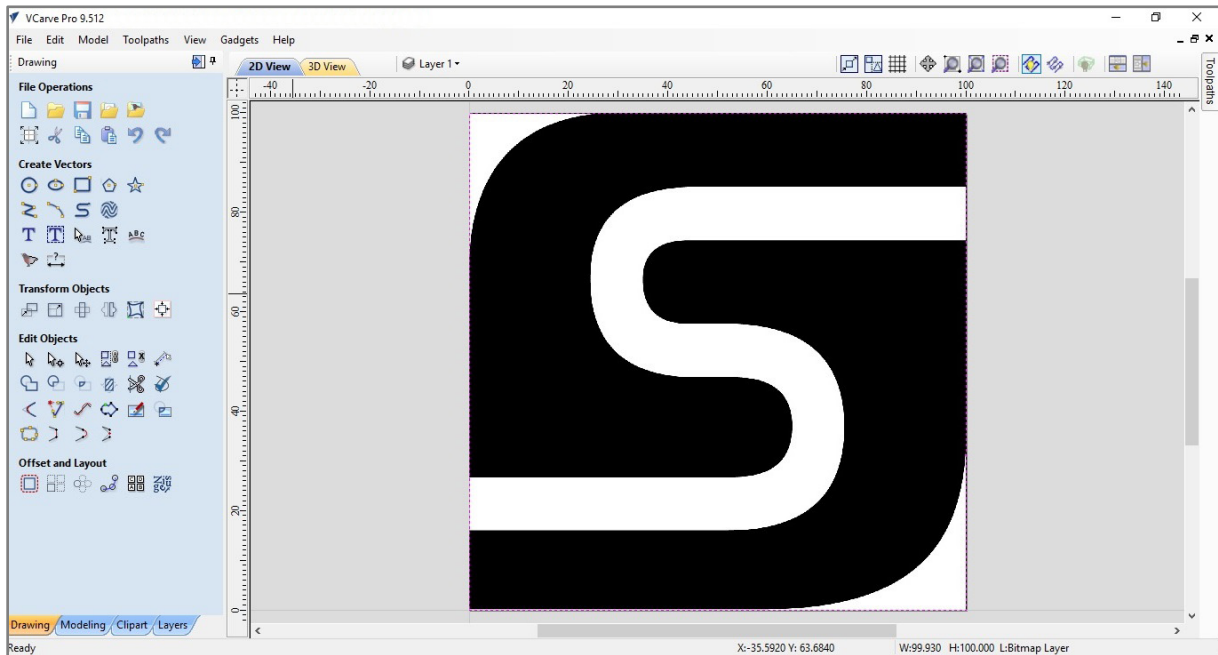 VCarve Pro 9.512
File Edit Model Toolpaths View Gadgets Help
Drawing
2D View 3D View Layer 1
Toolpaths
-40 -20 0 20 40 60 80 100 120 140
File Operations
100
Create Vectors
80
Transform Objects
60
Edit Objects
40
Offset and Layout
20
0
S
Drawing Modeling Clipart Layers
Ready X:-35.5920 Y: 63.6840 W:99.930 H:100.000 L:Bitmap Layer